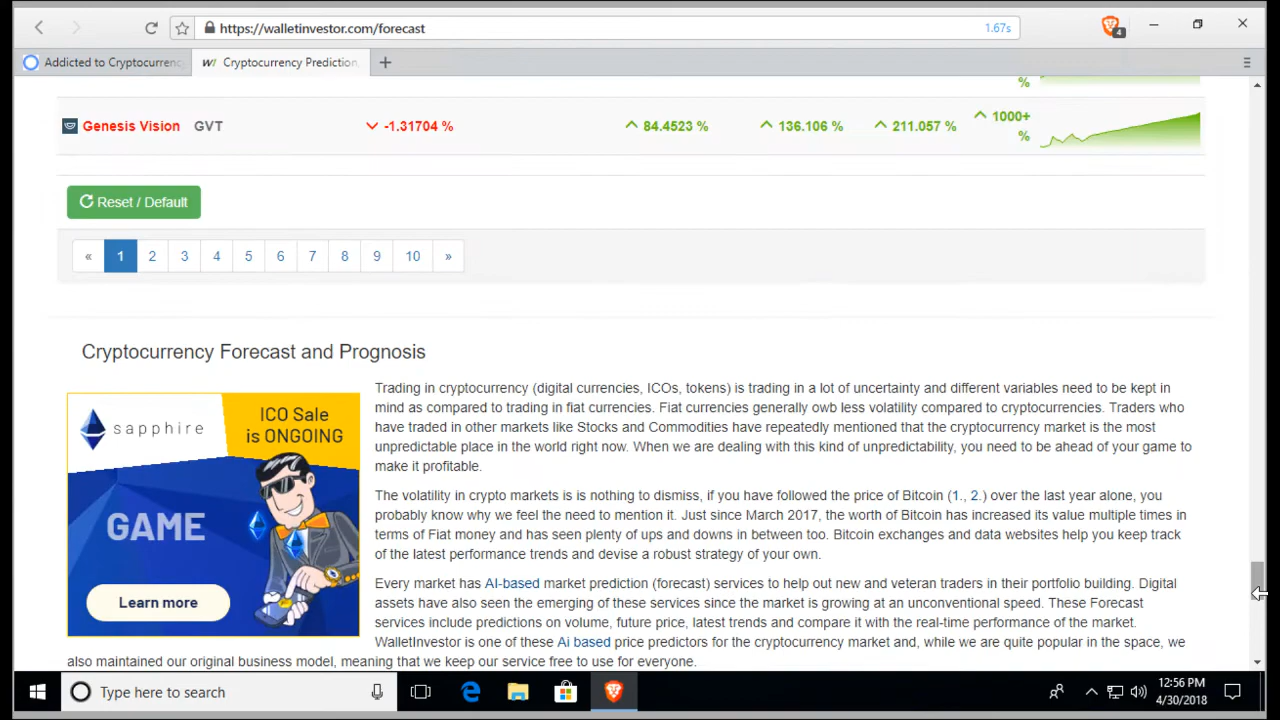 https://walletinvestor.com/forecast
1.67s
4
Addicted to Cryptocurrency
W/ Cryptocurrency Prediction,
%
Genesis Vision GVT -1.31704 % 84.4523 % 136.106 % 211.057 % 1000+
%
Reset / Default
« 1 2 3 4 5 6 7 8 9 10 »
Cryptocurrency Forecast and Prognosis
sapphire
ICO Sale
is ONGOING
GAME
Learn more
Trading in cryptocurrency (digital currencies, ICOs, tokens) is trading in a lot of uncertainty and different variables need to be kept in
mind as compared to trading in fiat currencies. Fiat currencies generally owb less volatility compared to cryptocurrencies. Traders who
have traded in other markets like Stocks and Commodities have repeatedly mentioned that the cryptocurrency market is the most
unpredictable place in the world right now. When we are dealing with this kind of unpredictability, you need to be ahead of your game to
make it profitable.
The volatility in crypto markets is is nothing to dismiss, if you have followed the price of Bitcoin (1., 2.) over the last year alone, you
probably know why we feel the need to mention it. Just since March 2017, the worth of Bitcoin has increased its value multiple times in
terms of Fiat money and has seen plenty of ups and downs in between too. Bitcoin exchanges and data websites help you keep track
of the latest performance trends and devise a robust strategy of your own.
Every market has AI-based market prediction (forecast) services to help out new and veteran traders in their portfolio building. Digital
assets have also seen the emerging of these services since the market is growing at an unconventional speed. These Forecast
services include predictions on volume, future price, latest trends and compare it with the real-time performance of the market.
WalletInvestor is one of these Ai based price predictors for the cryptocurrency market and, while we are quite popular in the space, we
also maintained our original business model, meaning that we keep our service free to use for everyone.
Type here to search
12:56 PM
4/30/2018